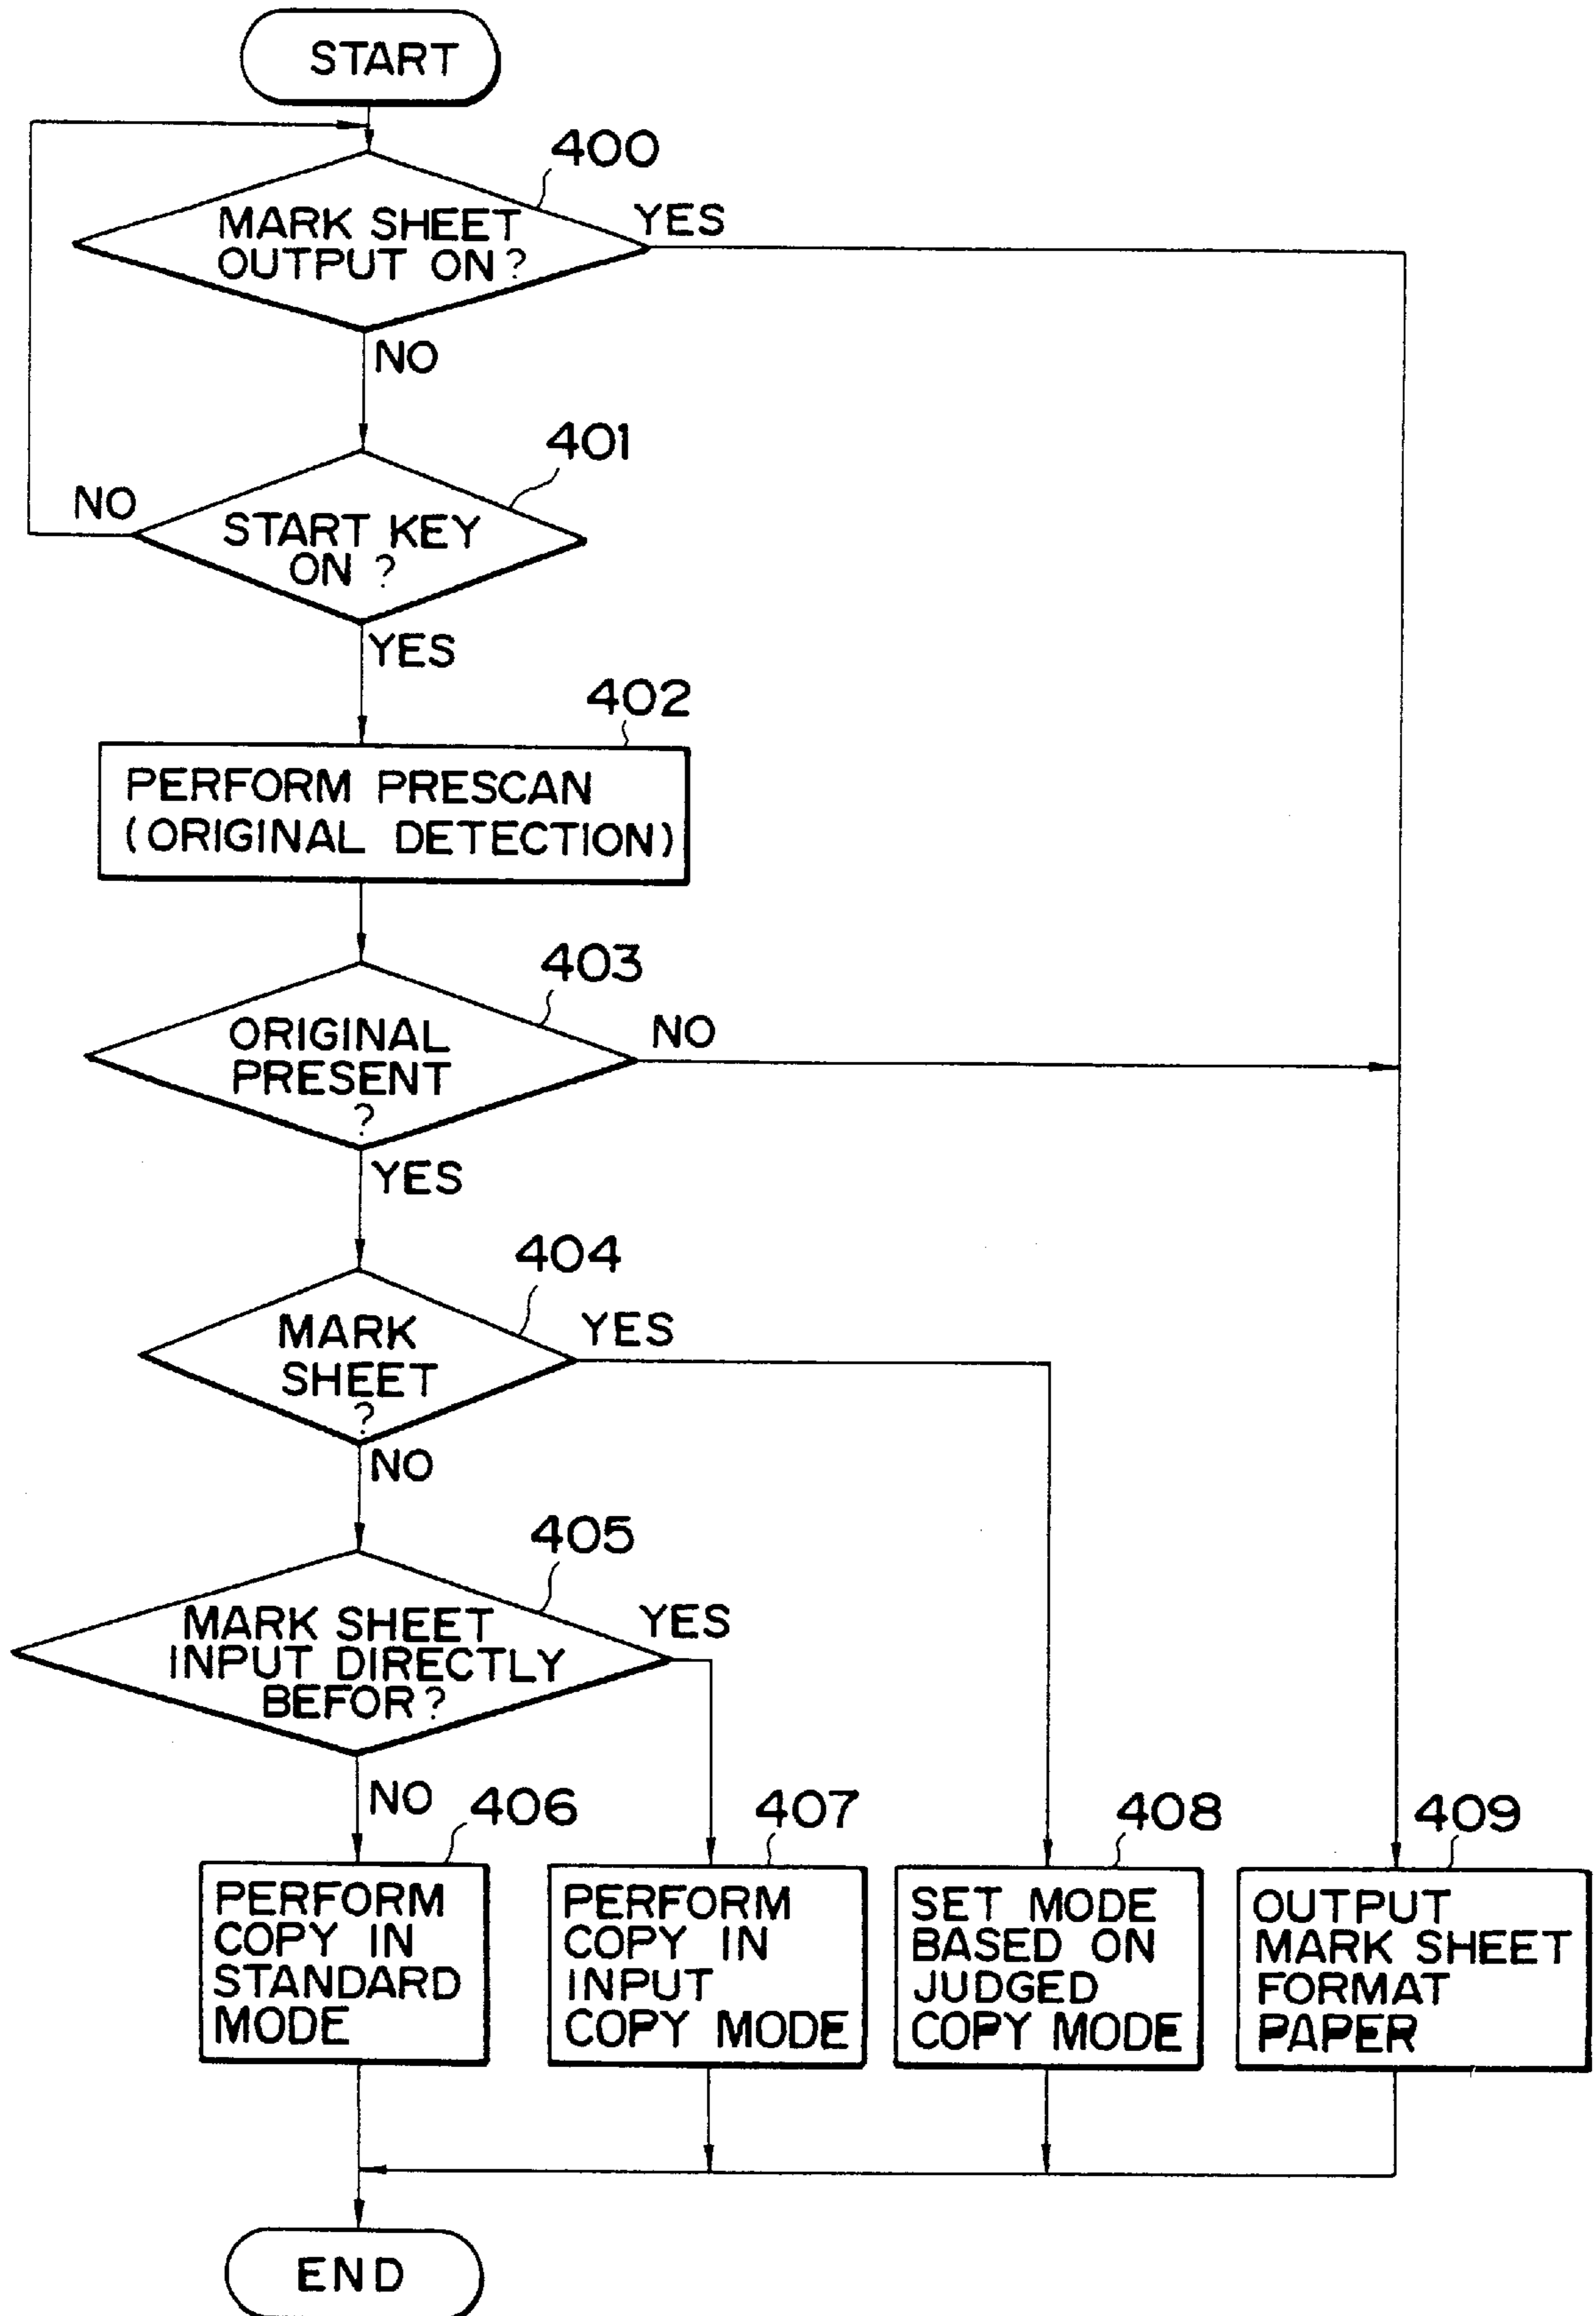 START
400
MARK SHEET
OUTPUT ON?
YES
NO
401
NO
START KEY
ON ?
YES
402
PERFORM PRESCAN
(ORIGINAL DETECTION)
403
ORIGINAL
PRESENT
?
NO
YES
404
MARK
SHEET
?
YES
NO
405
MARK SHEET
INPUT DIRECTLY
BEFOR?
YES
NO
406
PERFORM
COPY IN
STANDARD
MODE
407
PERFORM
COPY IN
INPUT
COPY MODE
408
SET MODE
BASED ON
JUDGED
COPY MODE
409
OUTPUT
MARK SHEET
FORMAT
PAPER
END